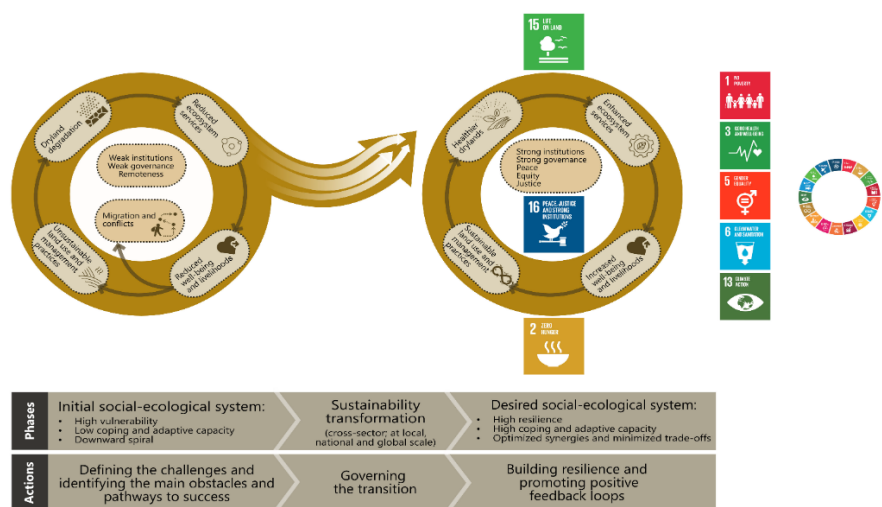 Dryland
degradation
Reduced
ecosystem
services
Weak institutions
Weak governance
Remoteness
Migration and
conflicts
Unsustainable
land use and
management
practices
Reduced
well-being
and livelihoods
15 LIFE
ON LAND
Healthier
drylands
Enhanced
ecosystem
services
Strong institutions
Strong governance
Peace
Equity
Justice
16 PEACE, JUSTICE
AND STRONG
INSTITUTIONS
Sustainable
land use and
management
practices
Increased
well-being
and livelihoods
2 ZERO
HUNGER
1 NO
POVERTY
3 GOOD HEALTH
AND WELL-BEING
5 GENDER
EQUALITY
6 CLEAN WATER
AND SANITATION
13 CLIMATE
ACTION
Phases
Initial social-ecological system:
• High vulnerability
• Low coping and adaptive capacity
• Downward spiral
Sustainability
transformation
(cross-sector; at local,
national and global scale)
Desired social-ecological system:
• High resilience
• High coping and adaptive capacity
• Optimized synergies and minimized trade-offs
Actions
Defining the challenges and
identifying the main obstacles and
pathways to success
Governing
the transition
Building resilience and
promoting positive
feedback loops